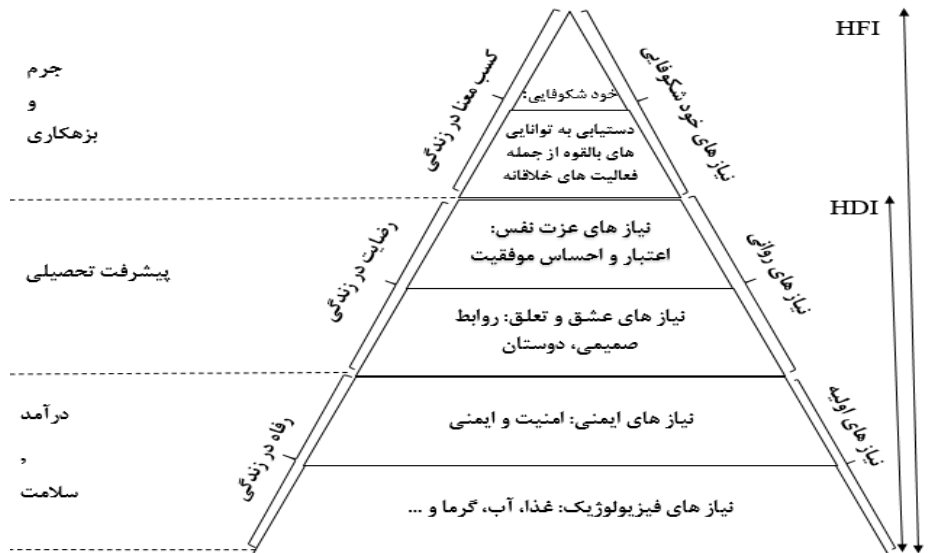 HFI
HDI
جرم
و
بزهکاری
پیشرفت تحصیلی
درآمد
,
سلامت
کسب معنا در زندگی
رضایت در زندگی
رفاه در زندگی
خود شکوفایی:
دستیابی به توانایی
های بالقوه از جمله
فعالیت های خلاقانه
نیاز های عزت نفس:
اعتبار و احساس موفقیت
نیاز های عشق و تعلق: روابط
صمیمی، دوستان
نیاز های ایمنی: امنیت و ایمنی
نیاز های فیزیولوژیک: غذا، آب، گرما و ...
نیاز های خود شکوفایی
نیاز های روانی
نیاز های اولیه